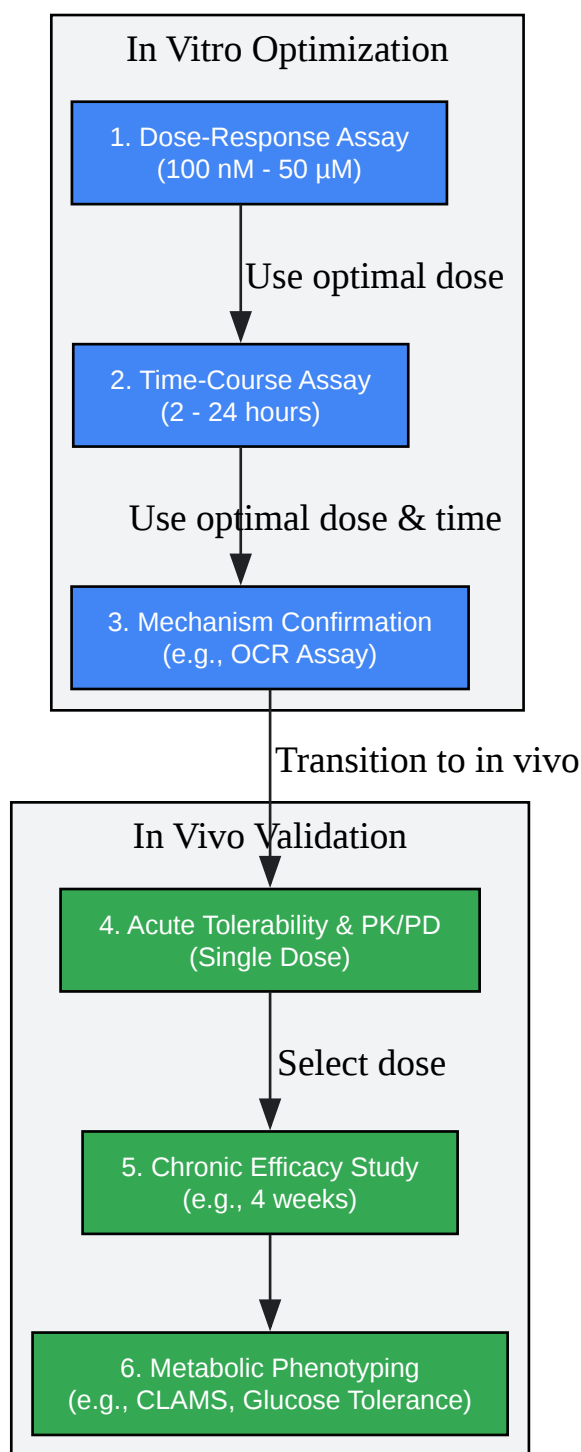 In Vitro Optimization
1. Dose-Response Assay
(100 nM - 50 µM)
Use optimal dose
2. Time-Course Assay
(2 - 24 hours)
Use optimal dose & time
3. Mechanism Confirmation
(e.g., OCR Assay)
Transition to in vivo
In Vivo Validation
4. Acute Tolerability & PK/PD
(Single Dose)
Select dose
5. Chronic Efficacy Study
(e.g., 4 weeks)
6. Metabolic Phenotyping
(e.g., CLAMS, Glucose Tolerance)